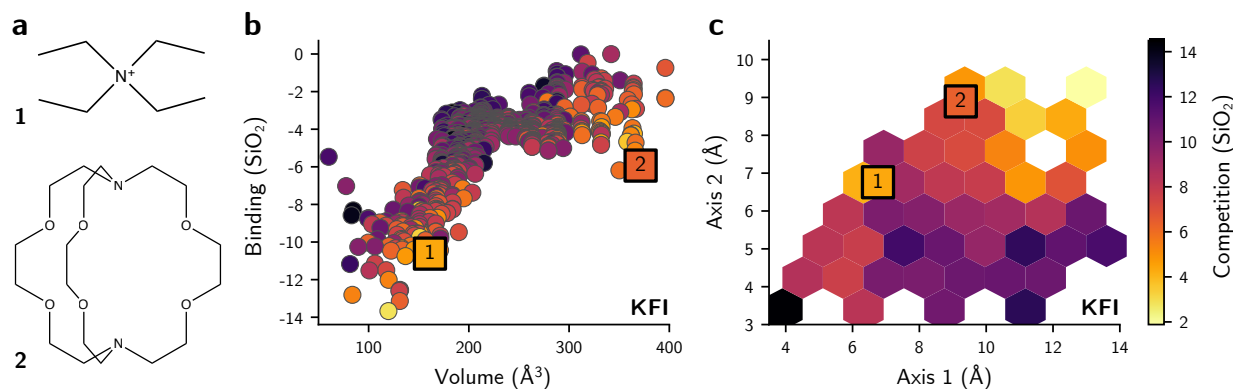 a
N⁺
1
N
O
O
O
O
O
O
N
2
b
Binding (SiO₂)
0
-2
-4
-6
-8
-10
-12
-14
1
2
KFI
100
200
300
400
Volume (Å³)
c
Axis 2 (Å)
10
9
8
7
6
5
4
3
2
1
KFI
4
6
8
10
12
14
Axis 1 (Å)
14
12
10
8
6
4
2
Competition (SiO₂)